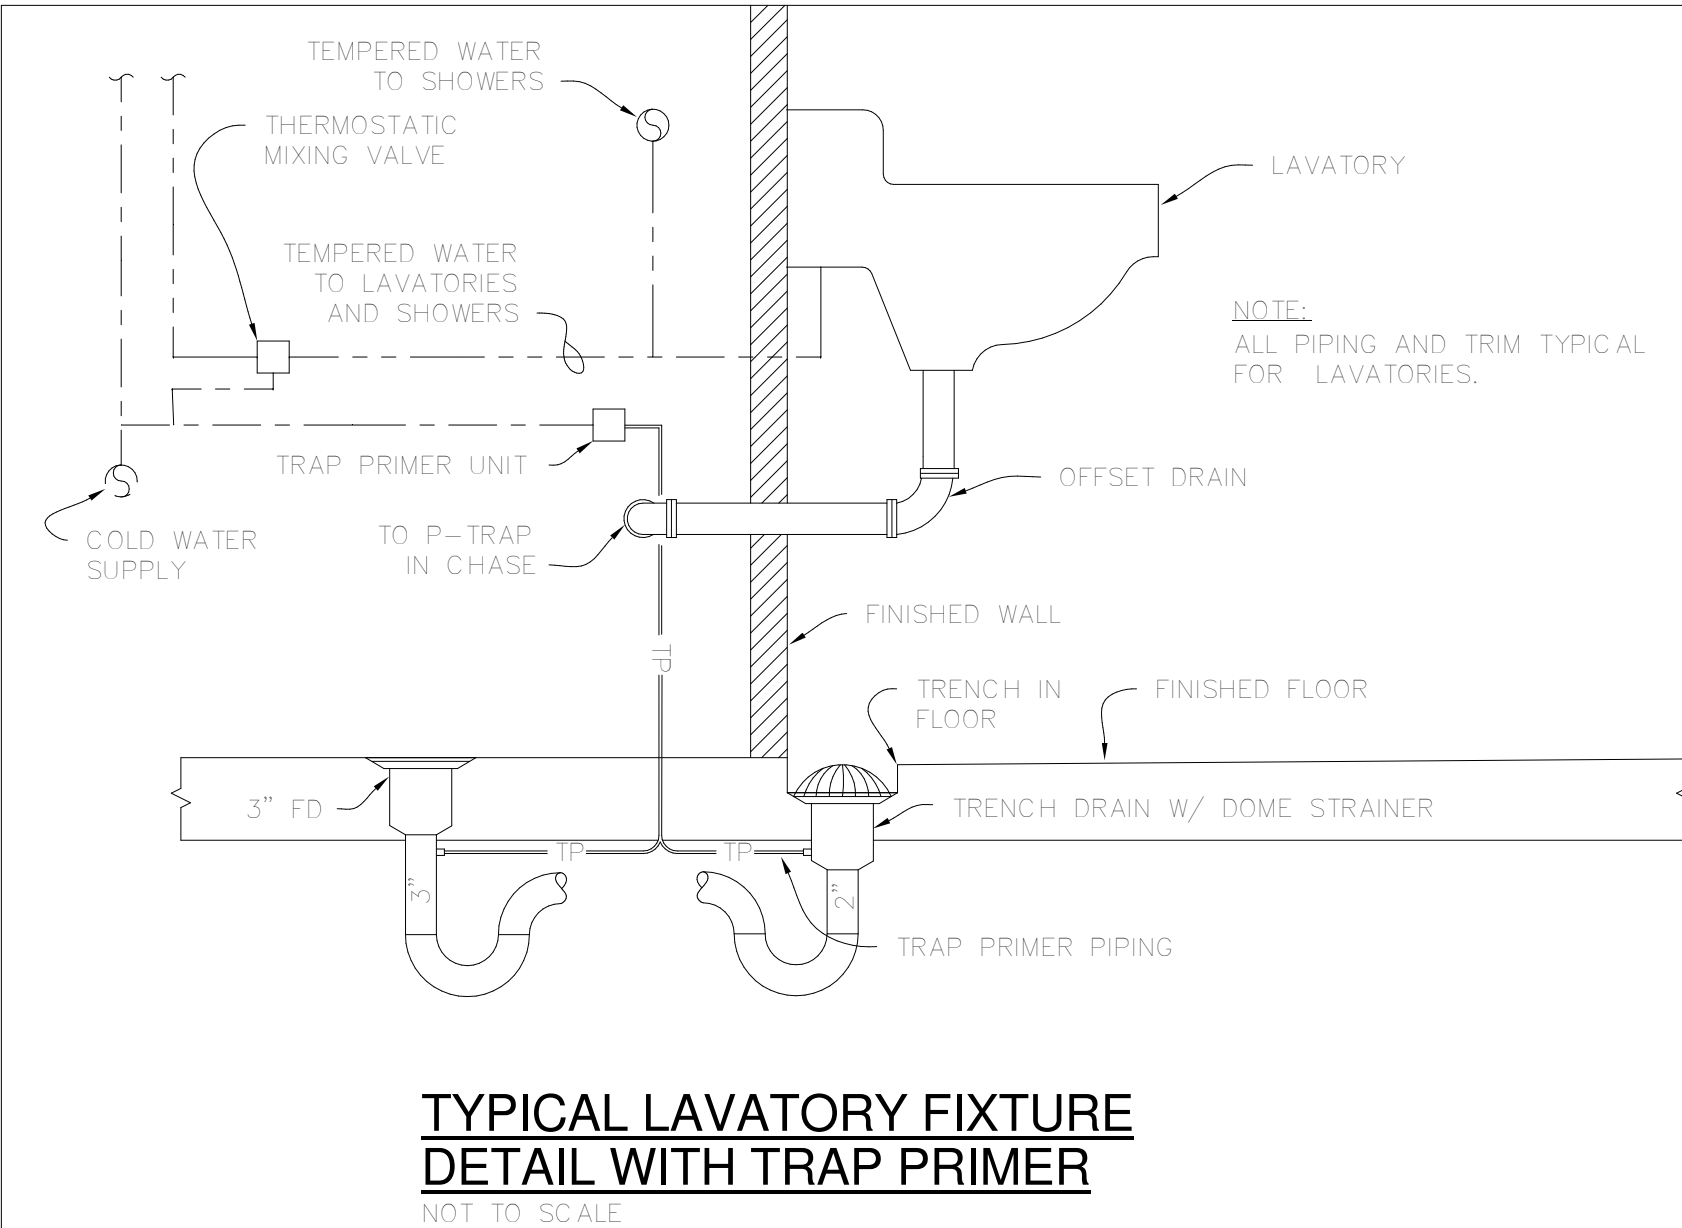 TEMPERED WATER
TO SHOWERS
THERMOSTATIC
MIXING VALVE
LAVATORY
TEMPERED WATER
TO LAVATORIES
AND SHOWERS
NOTE:
ALL PIPING AND TRIM TYPICAL
FOR LAVATORIES.
TRAP PRIMER UNIT
OFFSET DRAIN
COLD WATER
SUPPLY
TO P-TRAP
IN CHASE
FINISHED WALL
TP
TRENCH IN
FLOOR
FINISHED FLOOR
3" FD
TRENCH DRAIN W/ DOME STRAINER
TP
TP
3"
2"
TRAP PRIMER PIPING
TYPICAL LAVATORY FIXTURE
DETAIL WITH TRAP PRIMER
NOT TO SCALE